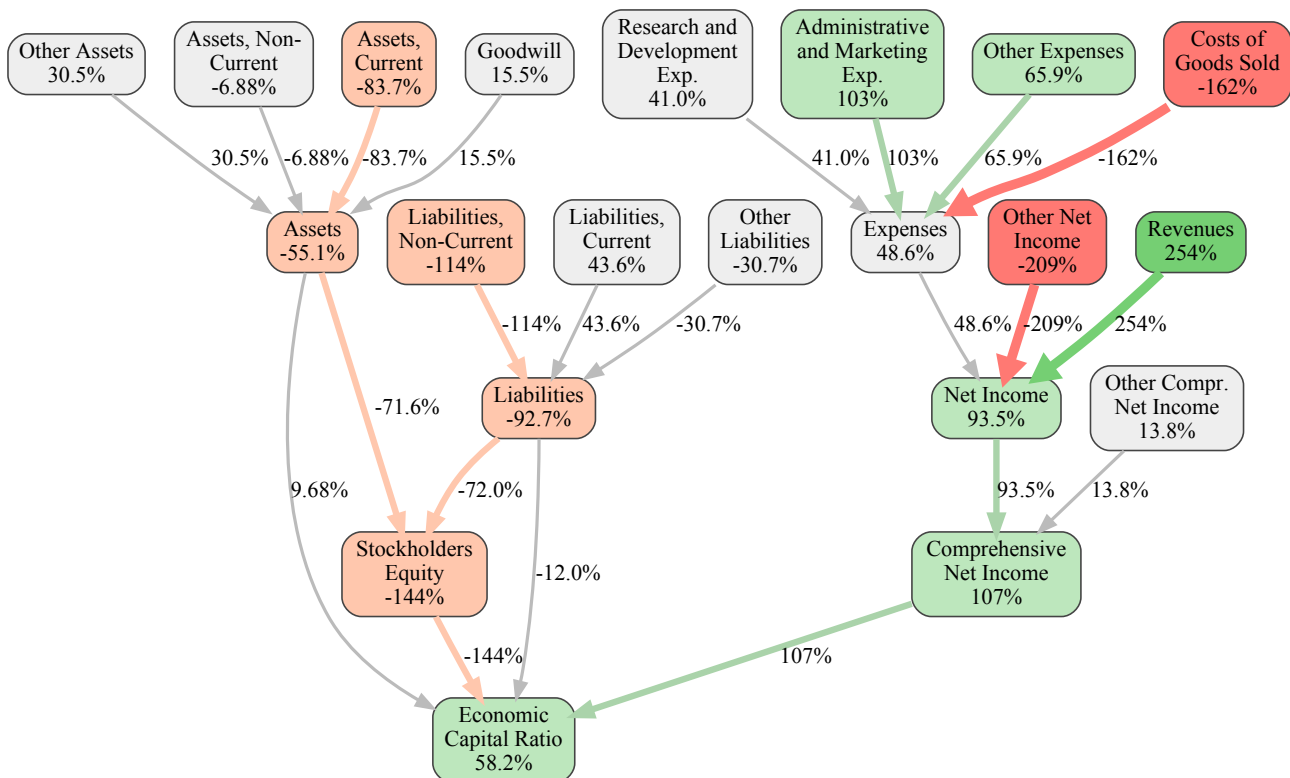 Other Assets
30.5%
Assets, Non-
Current
-6.88%
Assets,
Current
-83.7%
Goodwill
15.5%
Research and
Development
Exp.
41.0%
Administrative
and Marketing
Exp.
103%
Other Expenses
65.9%
Costs of
Goods Sold
-162%
30.5%
-6.88%
-83.7%
15.5%
41.0%
103%
65.9%
-162%
Assets
-55.1%
Liabilities,
Non-Current
-114%
Liabilities,
Current
43.6%
Other
Liabilities
-30.7%
Expenses
48.6%
Other Net
Income
-209%
Revenues
254%
-114%
43.6%
-30.7%
48.6%
-209%
254%
-71.6%
Liabilities
-92.7%
Net Income
93.5%
Other Compr.
Net Income
13.8%
9.68%
-72.0%
93.5%
13.8%
Stockholders
Equity
-144%
-12.0%
Comprehensive
Net Income
107%
-144%
107%
Economic
Capital Ratio
58.2%